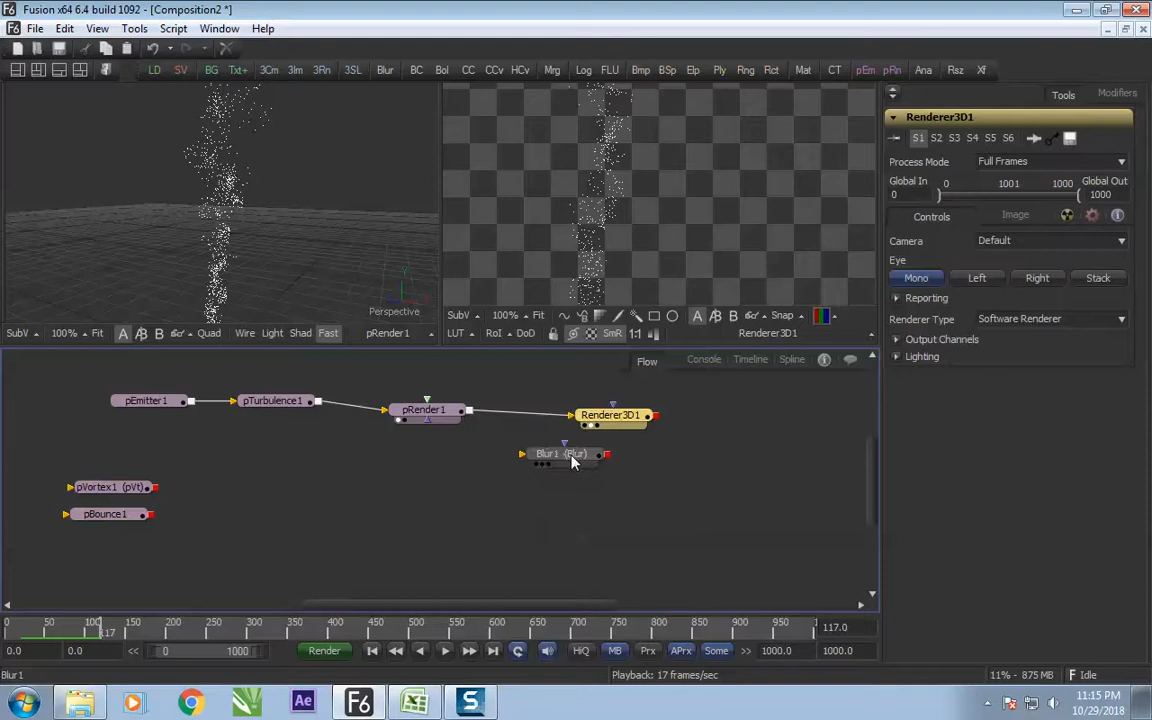 Fusion x64 6.4 build 1092 - [Composition2 *]
File Edit View Tools Script Window Help
LD SV BG Txt+ 3Cm 3Im 3Rn 3SL Blur BC Bol CC CCv HCv Mrg Log FLU Bmp BSp Elp Ply Rng Rct Mat CT pEm pRn Ana Rsz Xf
Tools Modifiers
Renderer3D1
S1 S2 S3 S4 S5 S6
Process Mode Full Frames
Global In 0 1001 1000 Global Out
0 1000
Controls Image
Camera Default
Eye
Mono Left Right Stack
Reporting
Renderer Type Software Renderer
Output Channels
Lighting
Perspective
SubV 100% Fit A B Quad Wire Light Shad Fast pRender1
SubV 100% Fit A B Snap
LUT RoI DoD SmR 1:1 Renderer3D1
Flow Console Timeline Spline
pEmitter1 pTurbulence1 pRender1 Renderer3D1
Blur1 (Blur)
pVortex1 (pVt)
pBounce1
0 50 100 150 200 250 300 350 400 450 500 550 600 650 700 750 800 850 900 950 117.0
117
0.0 0.0 << 0 1000 Render HiQ MB Prx APrx Some >> 1000.0 1000.0
Blur1 Playback: 17 frames/sec 11% - 875 MB Idle
11:15 PM
10/29/2018